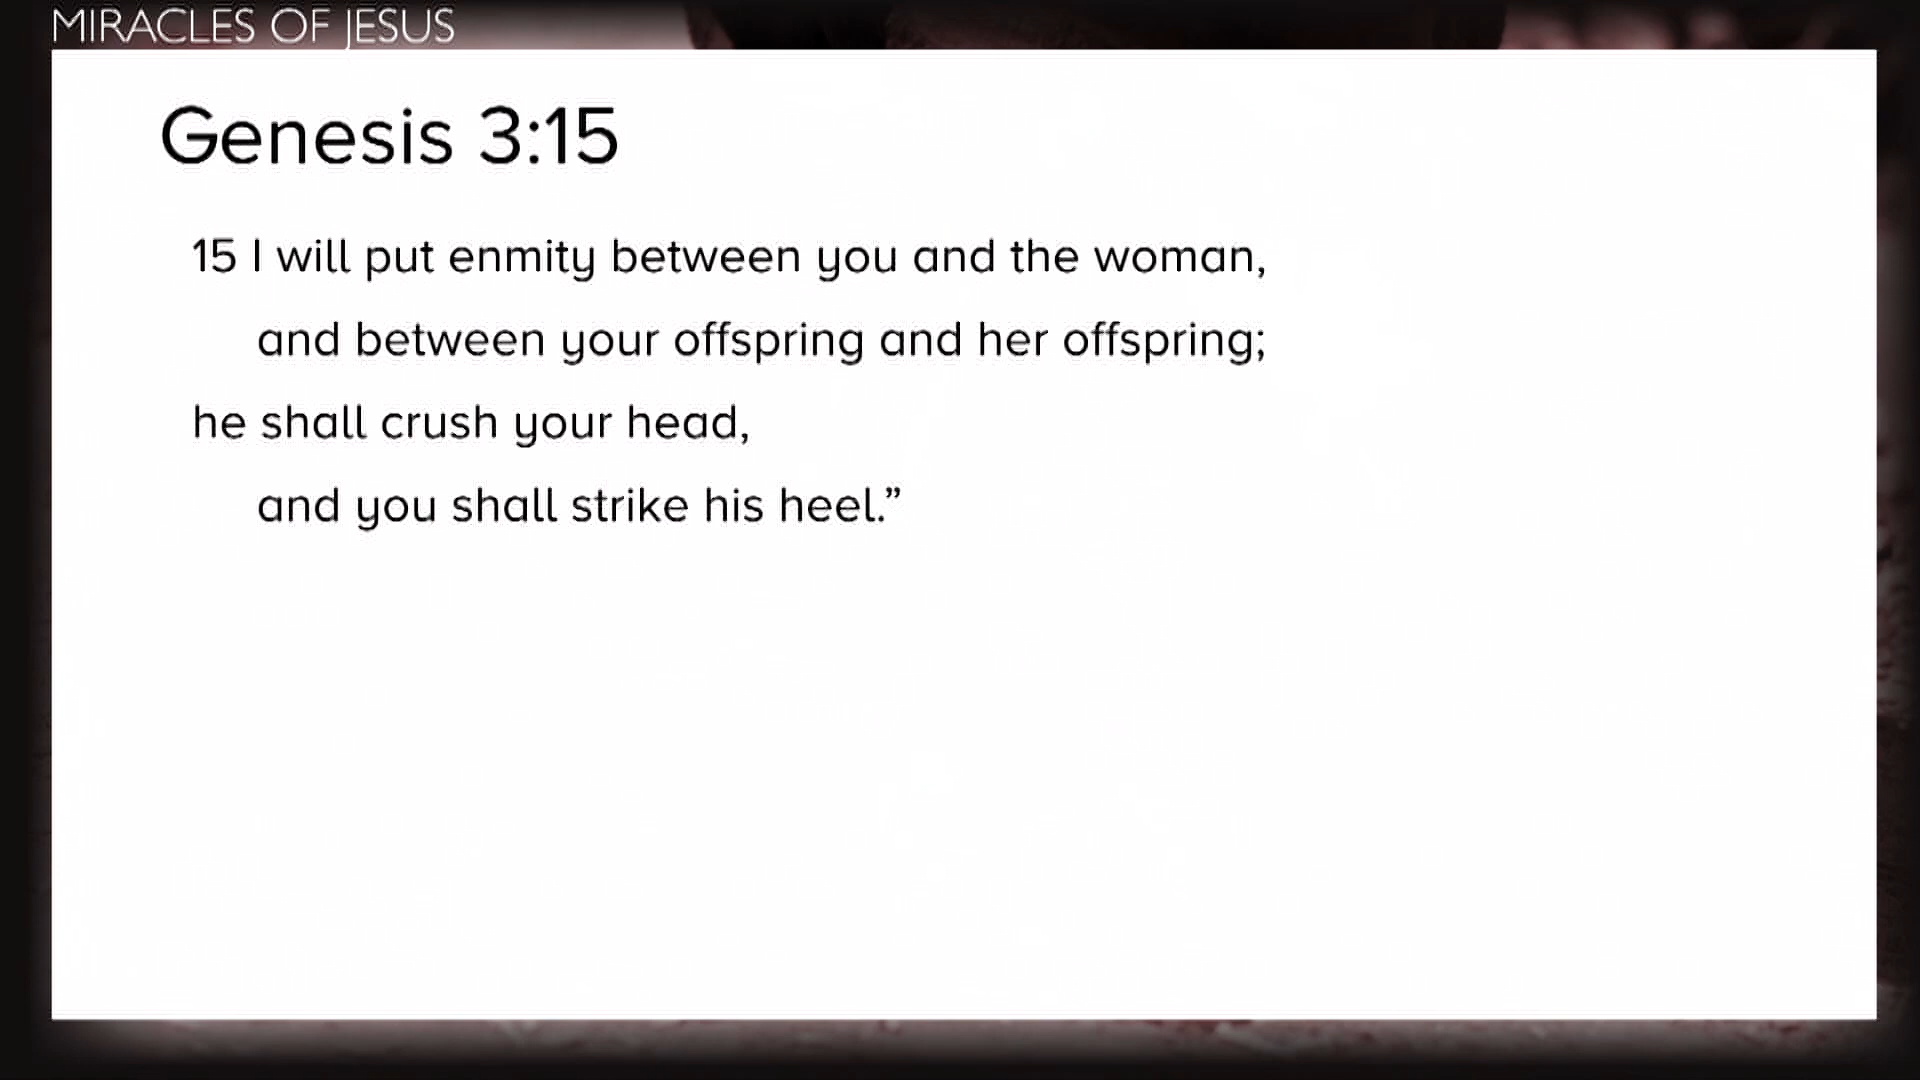 MIRACLES OF JESUS
Genesis 3:15
15 I will put enmity between you and the woman,
and between your offspring and her offspring;
he shall crush your head,
and you shall strike his heel.”